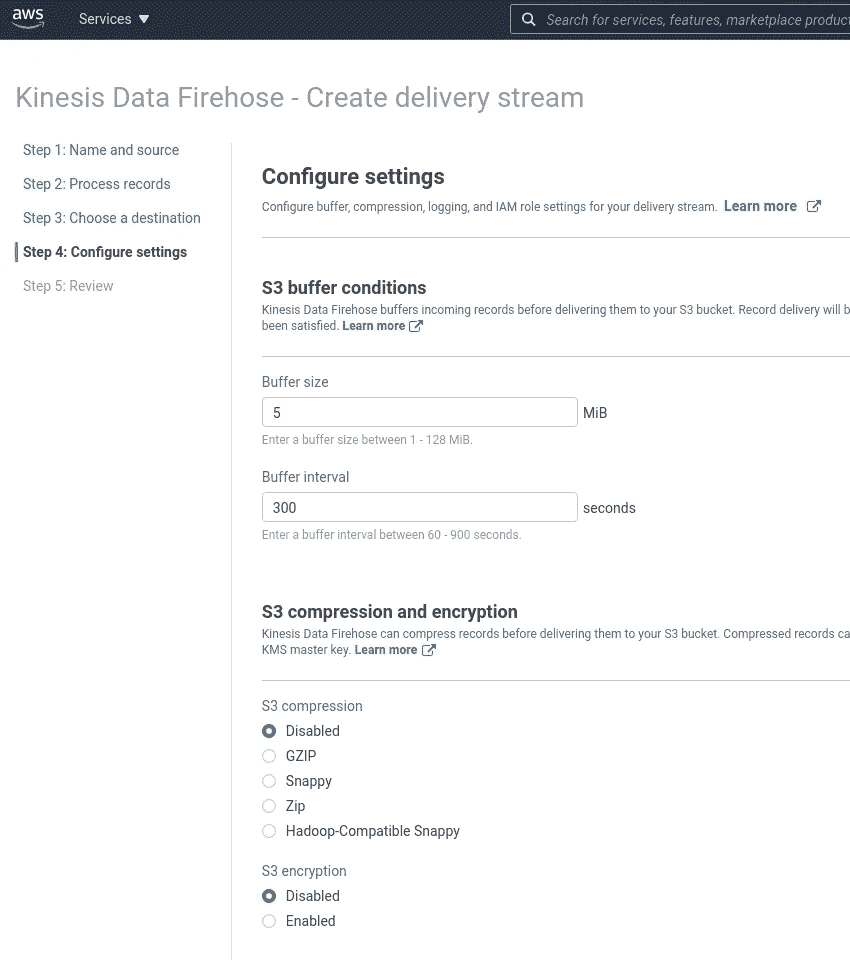 aws
Services
Search for services, features, marketplace
Kinesis Data Firehose - Create delivery stream
Step 1: Name and source
Step 2: Process records
Step 3: Choose a destination
Step 4: Configure settings
Step 5: Review
Configure settings
Configure buffer, compression, logging, and IAM role settings for your delivery stream. Learn more
S3 buffer conditions
Kinesis Data Firehose buffers incoming records before delivering them to your S3 bucket. Record delivery will
been satisfied. Learn more
Buffer size
5 MiB
Enter a buffer size between 1 - 128 MiB.
Buffer interval
300 seconds
Enter a buffer interval between 60 - 900 seconds.
S3 compression and encryption
Kinesis Data Firehose can compress records before delivering them to your S3 bucket. Compressed records
KMS master key. Learn more
S3 compression
Disabled
GZIP
Snappy
Zip
Hadoop-Compatible Snappy
S3 encryption
Disabled
Enabled